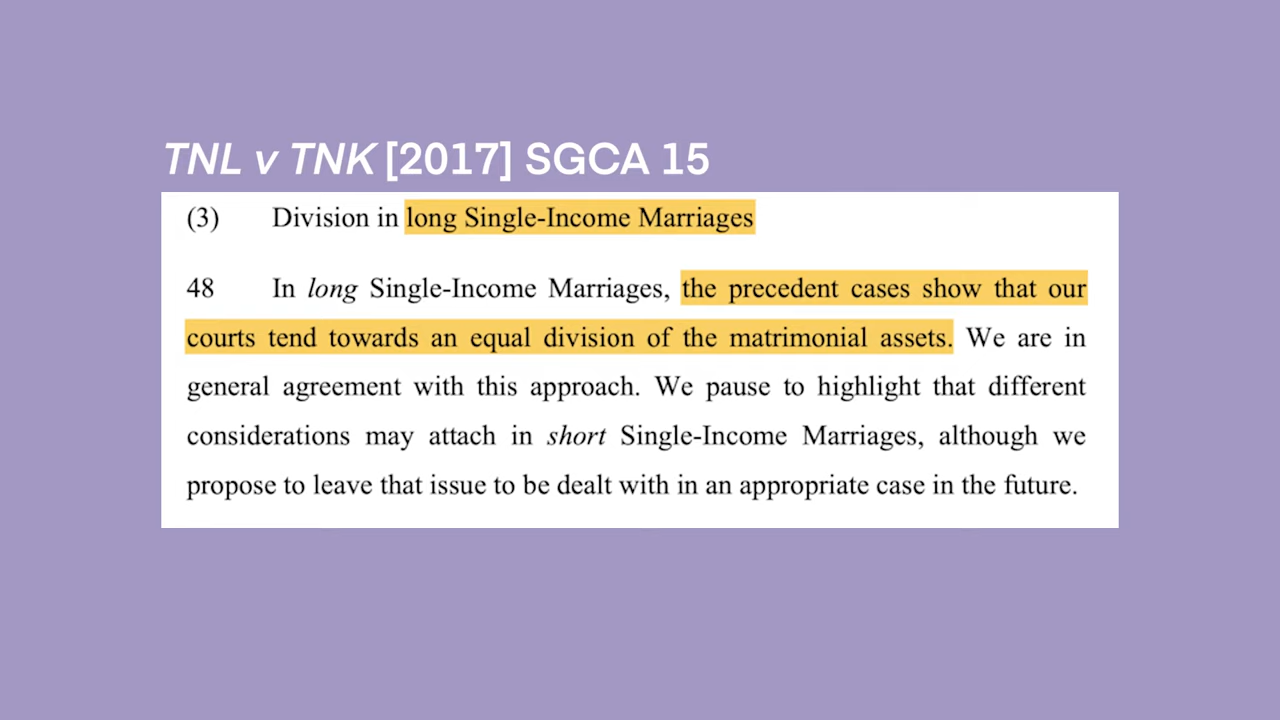 TNL v TNK [2017] SGCA 15
(3) Division in long Single-Income Marriages
48 In long Single-Income Marriages, the precedent cases show that our
courts tend towards an equal division of the matrimonial assets. We are in
general agreement with this approach. We pause to highlight that different
considerations may attach in short Single-Income Marriages, although we
propose to leave that issue to be dealt with in an appropriate case in the future.